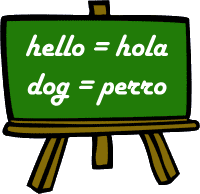 hello = hola
dog = perro